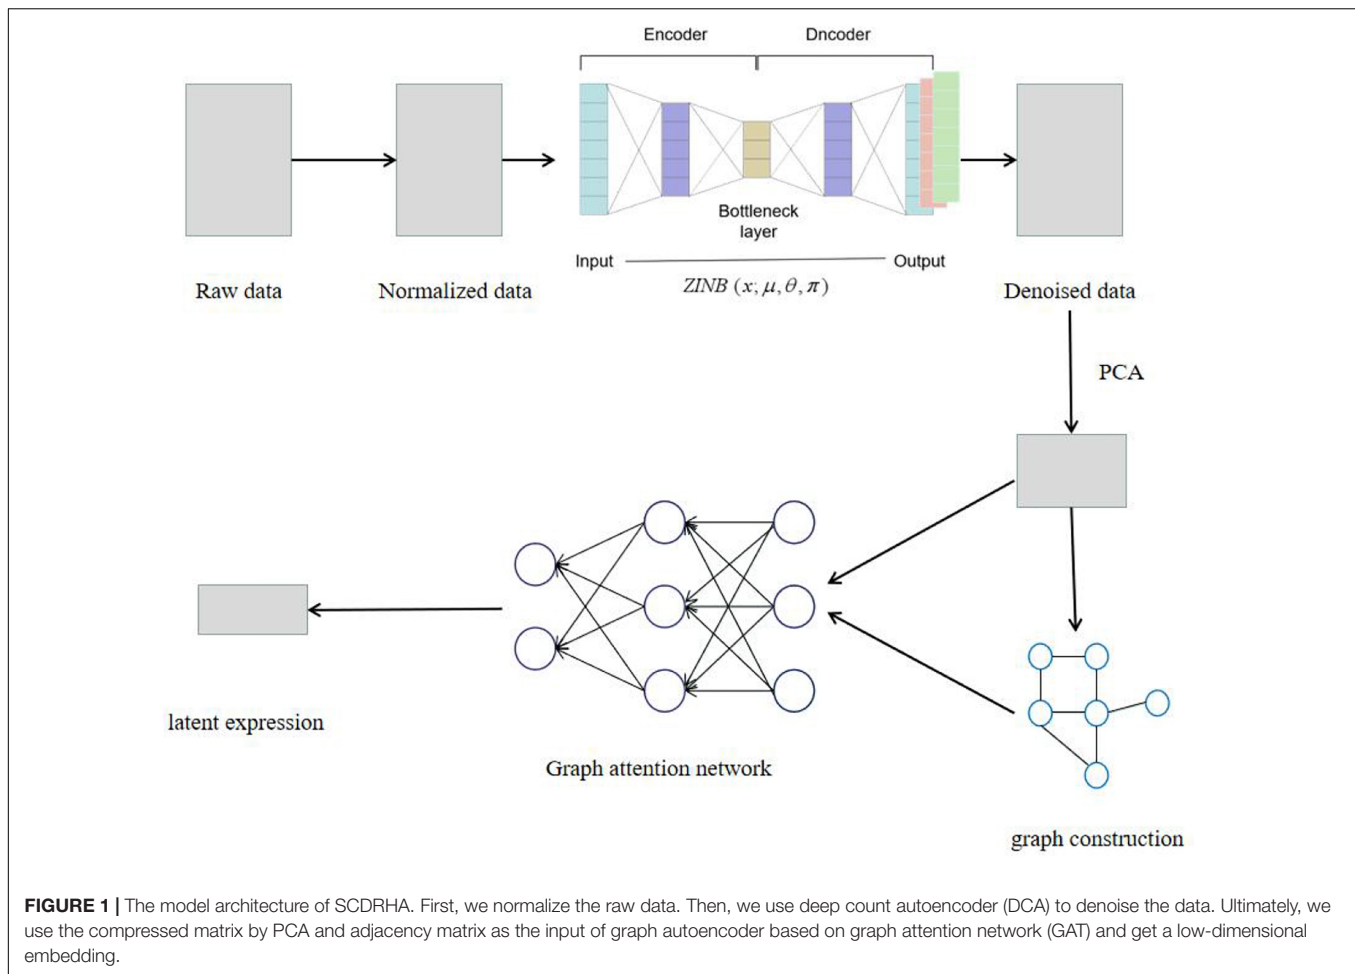 Encoder
Dncoder
Bottleneck
layer
Input
Output
ZINB (x; μ, θ, π)
Raw data
Normalized data
Denoised data
PCA
latent expression
Graph attention network
graph construction
FIGURE 1 | The model architecture of SCDRHA. First, we normalize the raw data. Then, we use deep count autoencoder (DCA) to denoise the data. Ultimately, we
use the compressed matrix by PCA and adjacency matrix as the input of graph autoencoder based on graph attention network (GAT) and get a low-dimensional
embedding.